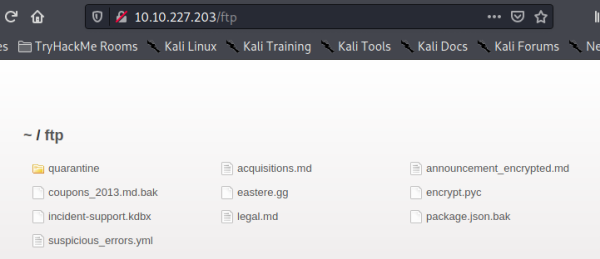 10.10.227.203/ftp
es TryHackMe Rooms Kali Linux Kali Training Kali Tools Kali Docs Kali Forums Ne
~ / ftp
quarantine acquisitions.md announcement_encrypted.md
coupons_2013.md.bak eastere.gg encrypt.pyc
incident-support.kdbx legal.md package.json.bak
suspicious_errors.yml